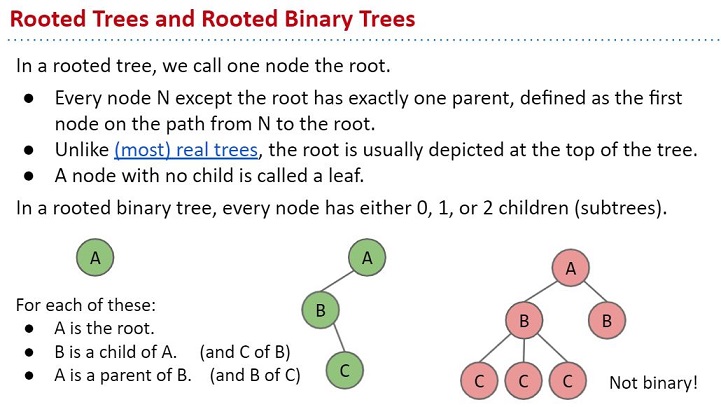 Rooted Trees and Rooted Binary Trees
In a rooted tree, we call one node the root.
● Every node N except the root has exactly one parent, defined as the first
node on the path from N to the root.
● Unlike (most) real trees, the root is usually depicted at the top of the tree.
● A node with no child is called a leaf.
In a rooted binary tree, every node has either 0, 1, or 2 children (subtrees).
A
A
A
B
B
B
C
C
C
C
For each of these:
● A is the root.
● B is a child of A. (and C of B)
● A is a parent of B. (and B of C)
Not binary!